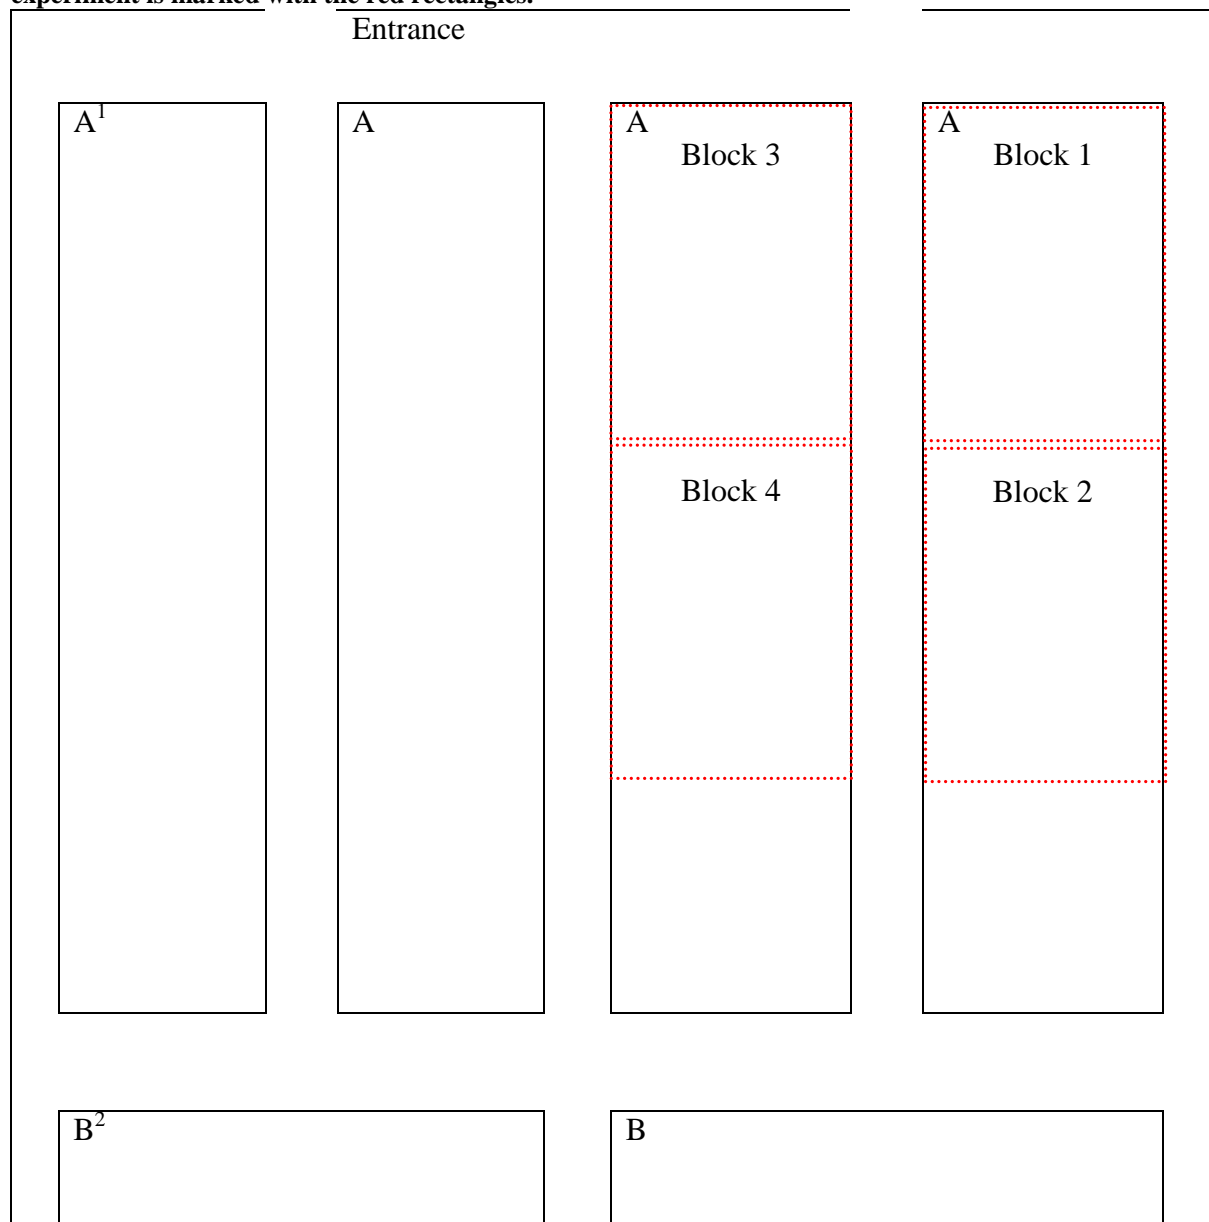 experiment is marked with the red rectangles.
Entrance
A¹ A A A
Block 3 Block 1
Block 4 Block 2
B² B